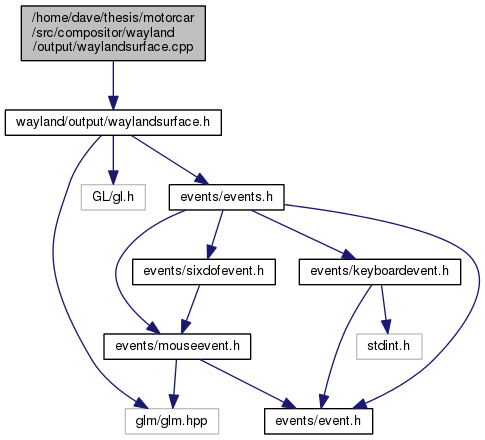 /home/dave/thesis/motorcar
/src/compositor/wayland
/output/waylandsurface.cpp
wayland/output/waylandsurface.h
GL/gl.h
events/events.h
events/sixdofevent.h
events/keyboardevent.h
events/mouseevent.h
stdint.h
glm/glm.hpp
events/event.h